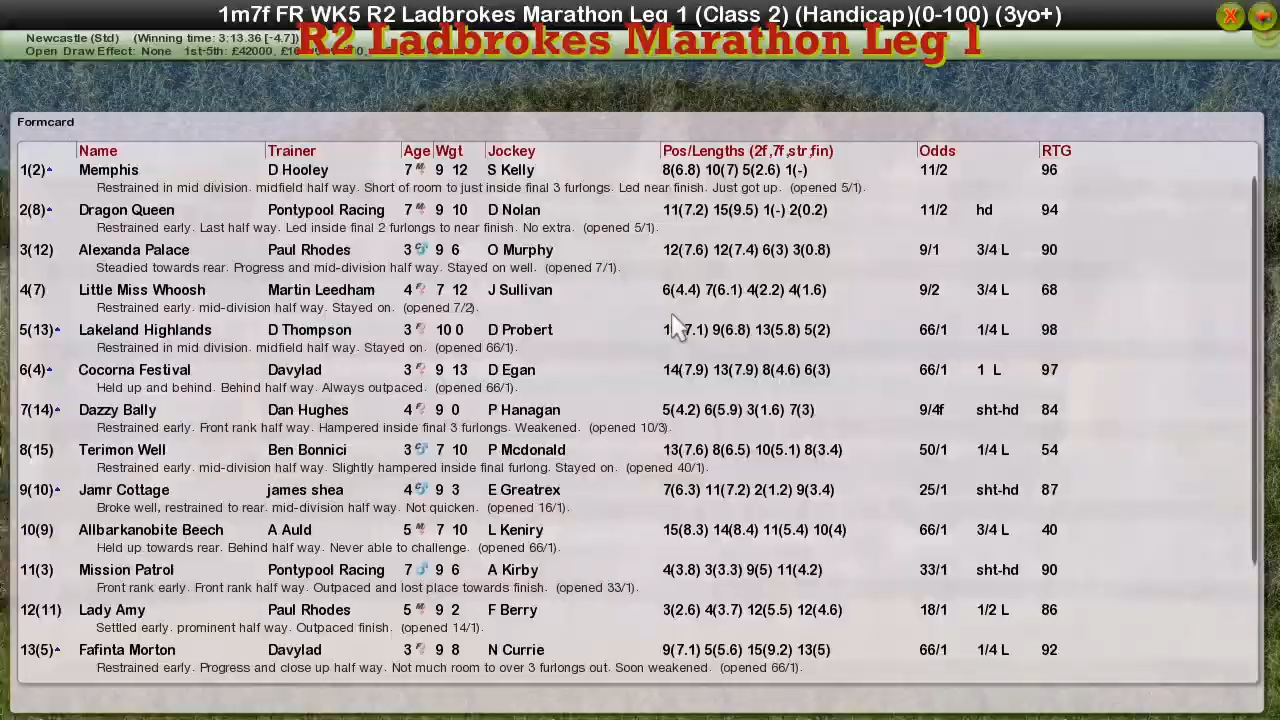 1m7f FR WK5 R2 Ladbrokes Marathon Leg 1 (Class 2) (Handicap)(0-100) (3yo+)
R2 Ladbrokes Marathon Leg 1
Newcastle (Std) (Winning time: 3:13.36 [-4.7])
Open Draw Effect: None 1st-5th: £42000,
Formcard
Name Trainer Age Wgt Jockey Pos/Lengths (2f,7f,str,fin) Odds RTG
1(2) Memphis D Hooley 7 9 12 S Kelly 8(6.8) 10(7) 5(2.6) 1(-) 11/2 96
Restrained in mid division. midfield half way. Short of room to just inside final 3 furlongs. Led near finish. Just got up. (opened 5/1).
2(8) Dragon Queen Pontypool Racing 7 9 10 D Nolan 11(7.2) 15(9.5) 1(-) 2(0.2) 11/2 hd 94
Restrained early. Last half way. Led inside final 2 furlongs to near finish. No extra. (opened 5/1).
3(12) Alexanda Palace Paul Rhodes 3 9 6 O Murphy 12(7.6) 12(7.4) 6(3) 3(0.8) 9/1 3/4 L 90
Steadied towards rear. Progress and mid-division half way. Stayed on well. (opened 7/1).
4(7) Little Miss Whoosh Martin Leedham 4 7 12 J Sullivan 6(4.4) 7(6.1) 4(2.2) 4(1.6) 9/2 3/4 L 68
Restrained early. mid-division half way. Stayed on. (opened 7/2).
5(13) Lakeland Highlands D Thompson 3 10 0 D Probert 9(6.8) 13(5.8) 5(2) 66/1 1/4 L 98
Restrained in mid division. midfield half way. Stayed on. (opened 66/1).
6(4) Cocorna Festival Davylad 3 9 13 D Egan 14(7.9) 13(7.9) 8(4.6) 6(3) 66/1 1 L 97
Held up and behind. Behind half way. Always outpaced. (opened 66/1).
7(14) Dazzy Bally Dan Hughes 4 9 0 P Hanagan 5(4.2) 6(5.9) 3(1.6) 7(3) 9/4f sht-hd 84
Restrained early. Front rank half way. Hampered inside final 3 furlongs. Weakened. (opened 10/3).
8(15) Terimon Well Ben Bonnici 3 7 10 P Mcdonald 13(7.6) 8(6.5) 10(5.1) 8(3.4) 50/1 1/4 L 54
Restrained early. mid-division half way. Slightly hampered inside final furlong. Stayed on. (opened 40/1).
9(10) Jamr Cottage james shea 4 9 3 E Greatrex 7(6.3) 11(7.2) 2(1.2) 9(3.4) 25/1 sht-hd 87
Broke well, restrained to rear. mid-division half way. Not quicken. (opened 16/1).
10(9) Allbarkanobite Beech A Auld 5 7 10 L Keniry 15(8.3) 14(8.4) 11(5.4) 10(4) 66/1 3/4 L 40
Held up towards rear. Behind half way. Never able to challenge. (opened 66/1).
11(3) Mission Patrol Pontypool Racing 7 9 6 A Kirby 4(3.8) 3(3.3) 9(5) 11(4.2) 33/1 sht-hd 90
Front rank early. Front rank half way. Outpaced and lost place towards finish. (opened 33/1).
12(11) Lady Amy Paul Rhodes 5 9 2 F Berry 3(2.6) 4(3.7) 12(5.5) 12(4.6) 18/1 1/2 L 86
Settled early. prominent half way. Outpaced finish. (opened 14/1).
13(5) Fafinta Morton Davylad 3 9 8 N Currie 9(7.1) 5(5.6) 15(9.2) 13(5) 66/1 1/4 L 92
Restrained early. Progress and close up half way. Not much room to over 3 furlongs out. Soon weakened. (opened 66/1).